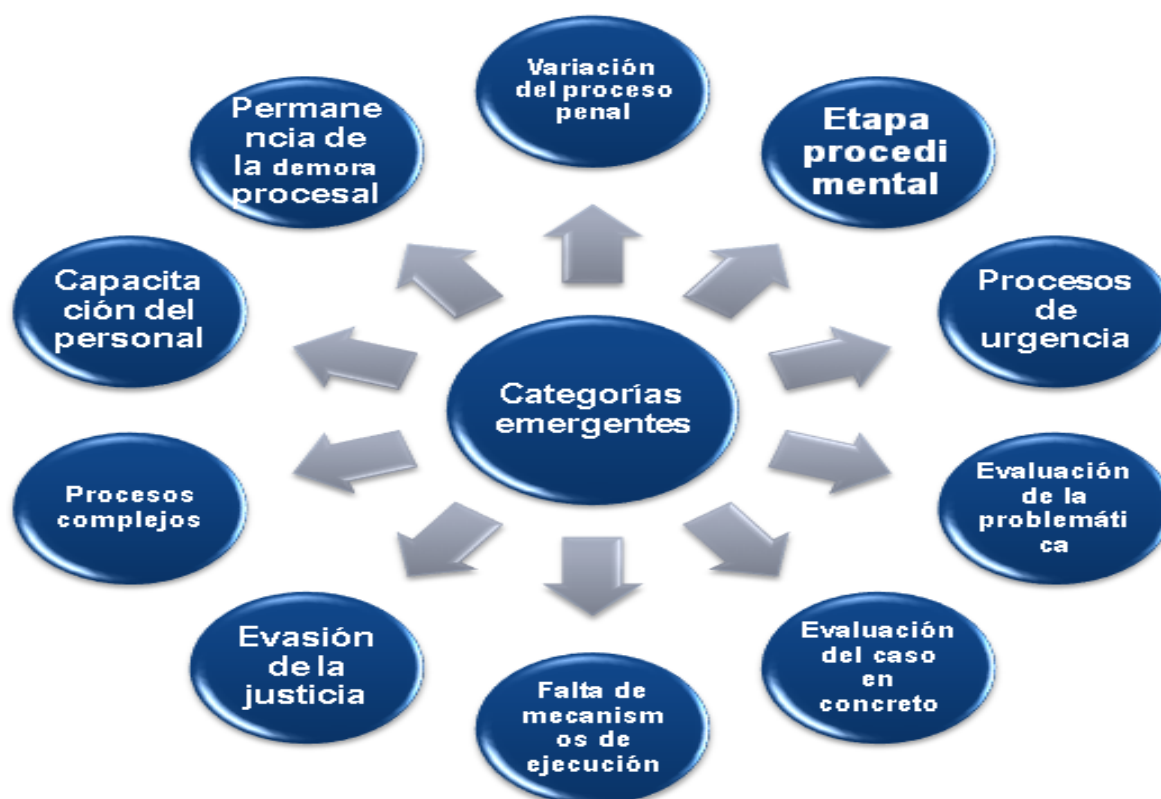 Variación
del proceso
penal
Etapa
procedi
mental
Procesos
de
urgencia
Evaluación
de la
problemáti
ca
Evaluación
del caso
en
concreto
Falta de
mecanism
os de
ejecución
Evasión
de la
justicia
Procesos
complejos
Capacita
ción del
personal
Permane
ncia de
la demora
procesal
Categorías
emergentes